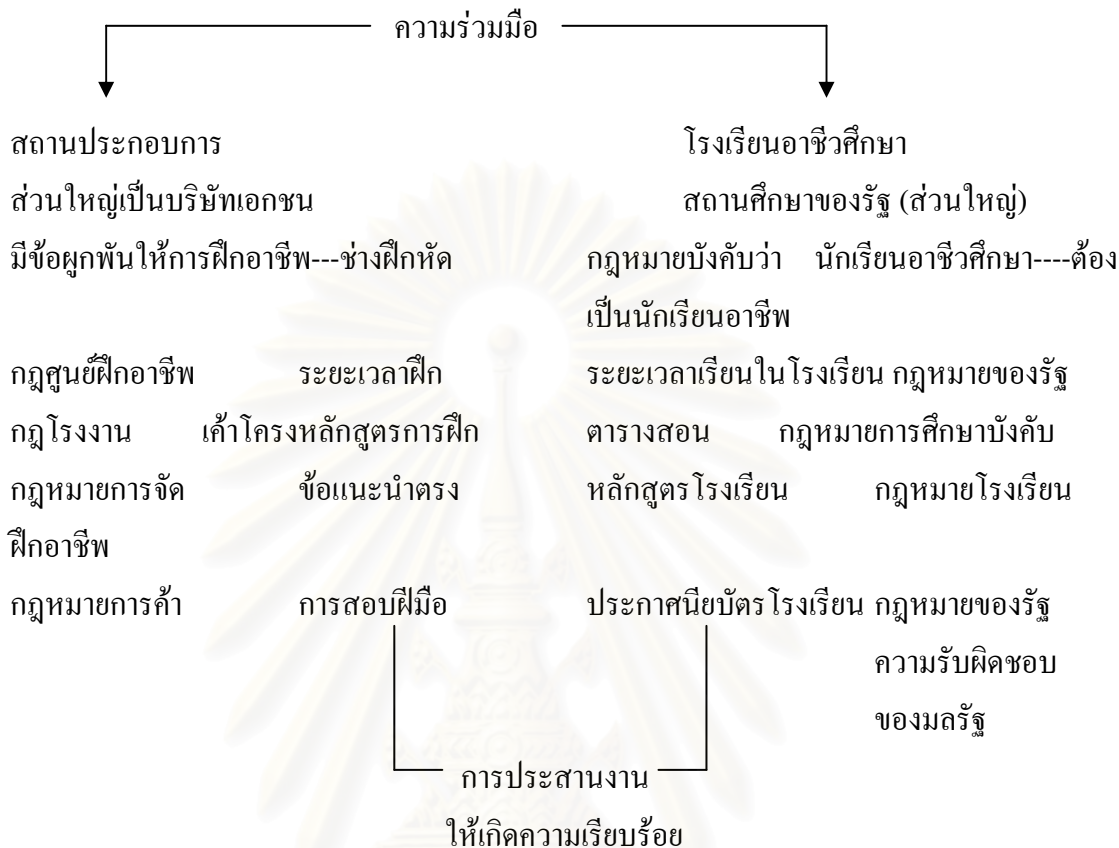 ความร่วมมือ
สถานประกอบการ โรงเรียนอาชีวศึกษา
ส่วนใหญ่เป็นบริษัทเอกชน สถานศึกษาของรัฐ (ส่วนใหญ่)
มีข้อผูกพันให้การฝึกอาชีพ---ช่างฝึกหัด กฎหมายบังคับว่า นักเรียนอาชีวศึกษา----ต้อง
เป็นนักเรียนอาชีพ
กฎศูนย์ฝึกอาชีพ ระยะเวลาฝึก ระยะเวลาเรียนในโรงเรียน กฎหมายของรัฐ
กฎโรงงาน เค้าโครงหลักสูตรการฝึก ตารางสอน กฎหมายการศึกษาบังคับ
กฎหมายการจัด ข้อแนะนำตรง หลักสูตรโรงเรียน กฎหมายโรงเรียน
ฝึกอาชีพ
กฎหมายการค้า การสอบฝีมือ ประกาศนียบัตรโรงเรียน กฎหมายของรัฐ
ความรับผิดชอบ
ของมลรัฐ
การประสานงาน
ให้เกิดความเรียบร้อย